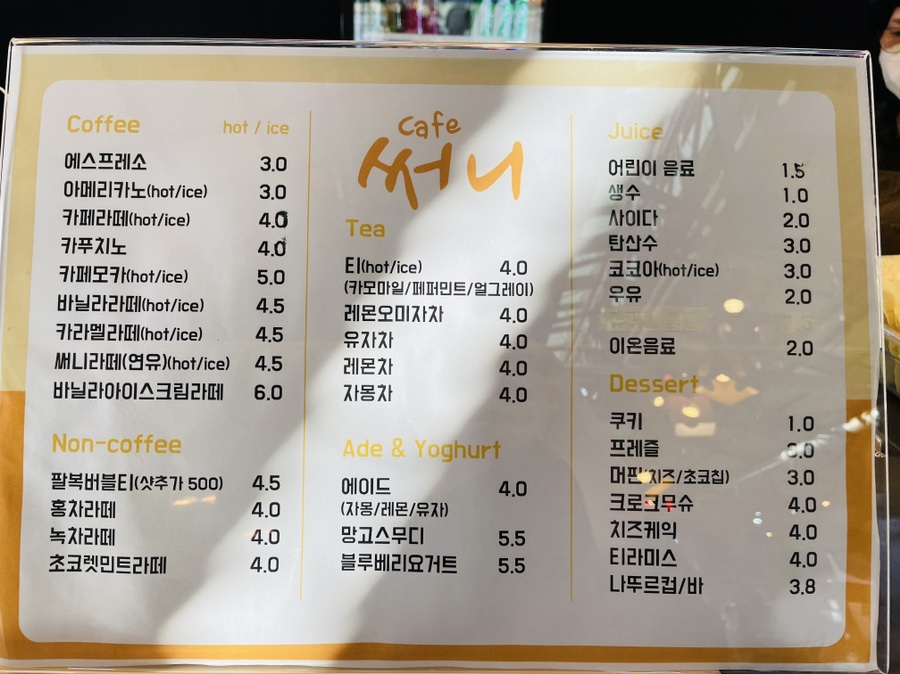 Coffee hot / ice
에스프레소 3.0
아메리카노(hot/ice) 3.0
카페라떼(hot/ice) 4.0
카푸치노 4.0
카페모카(hot/ice) 5.0
바닐라라떼(hot/ice) 4.5
카라멜라떼(hot/ice) 4.5
써니라떼(연유)(hot/ice) 4.5
바닐라아이스크림라떼 6.0
Non-coffee
팔복버블티(샷추가 500) 4.5
홍차라떼 4.0
녹차라떼 4.0
초코렛민트라떼 4.0
Cafe
써니
Tea
티(hot/ice) 4.0
(카모마일/페퍼민트/얼그레이)
레몬오미자차 4.0
유자차 4.0
레몬차 4.0
자몽차 4.0
Ade & Yoghurt
에이드 4.0
(자몽/레몬/유자)
망고스무디 5.5
블루베리요거트 5.5
Juice
어린이 음료 1.5
생수 1.0
사이다 2.0
탄산수 3.0
코코아(hot/ice) 3.0
우유 2.0
이온음료 2.0
Dessert
쿠키 1.0
프레즐 3.0
머핀(치즈/초코칩) 3.0
크로크무슈 4.0
치즈케익 4.0
티라미스 4.0
나뚜르컵/바 3.8